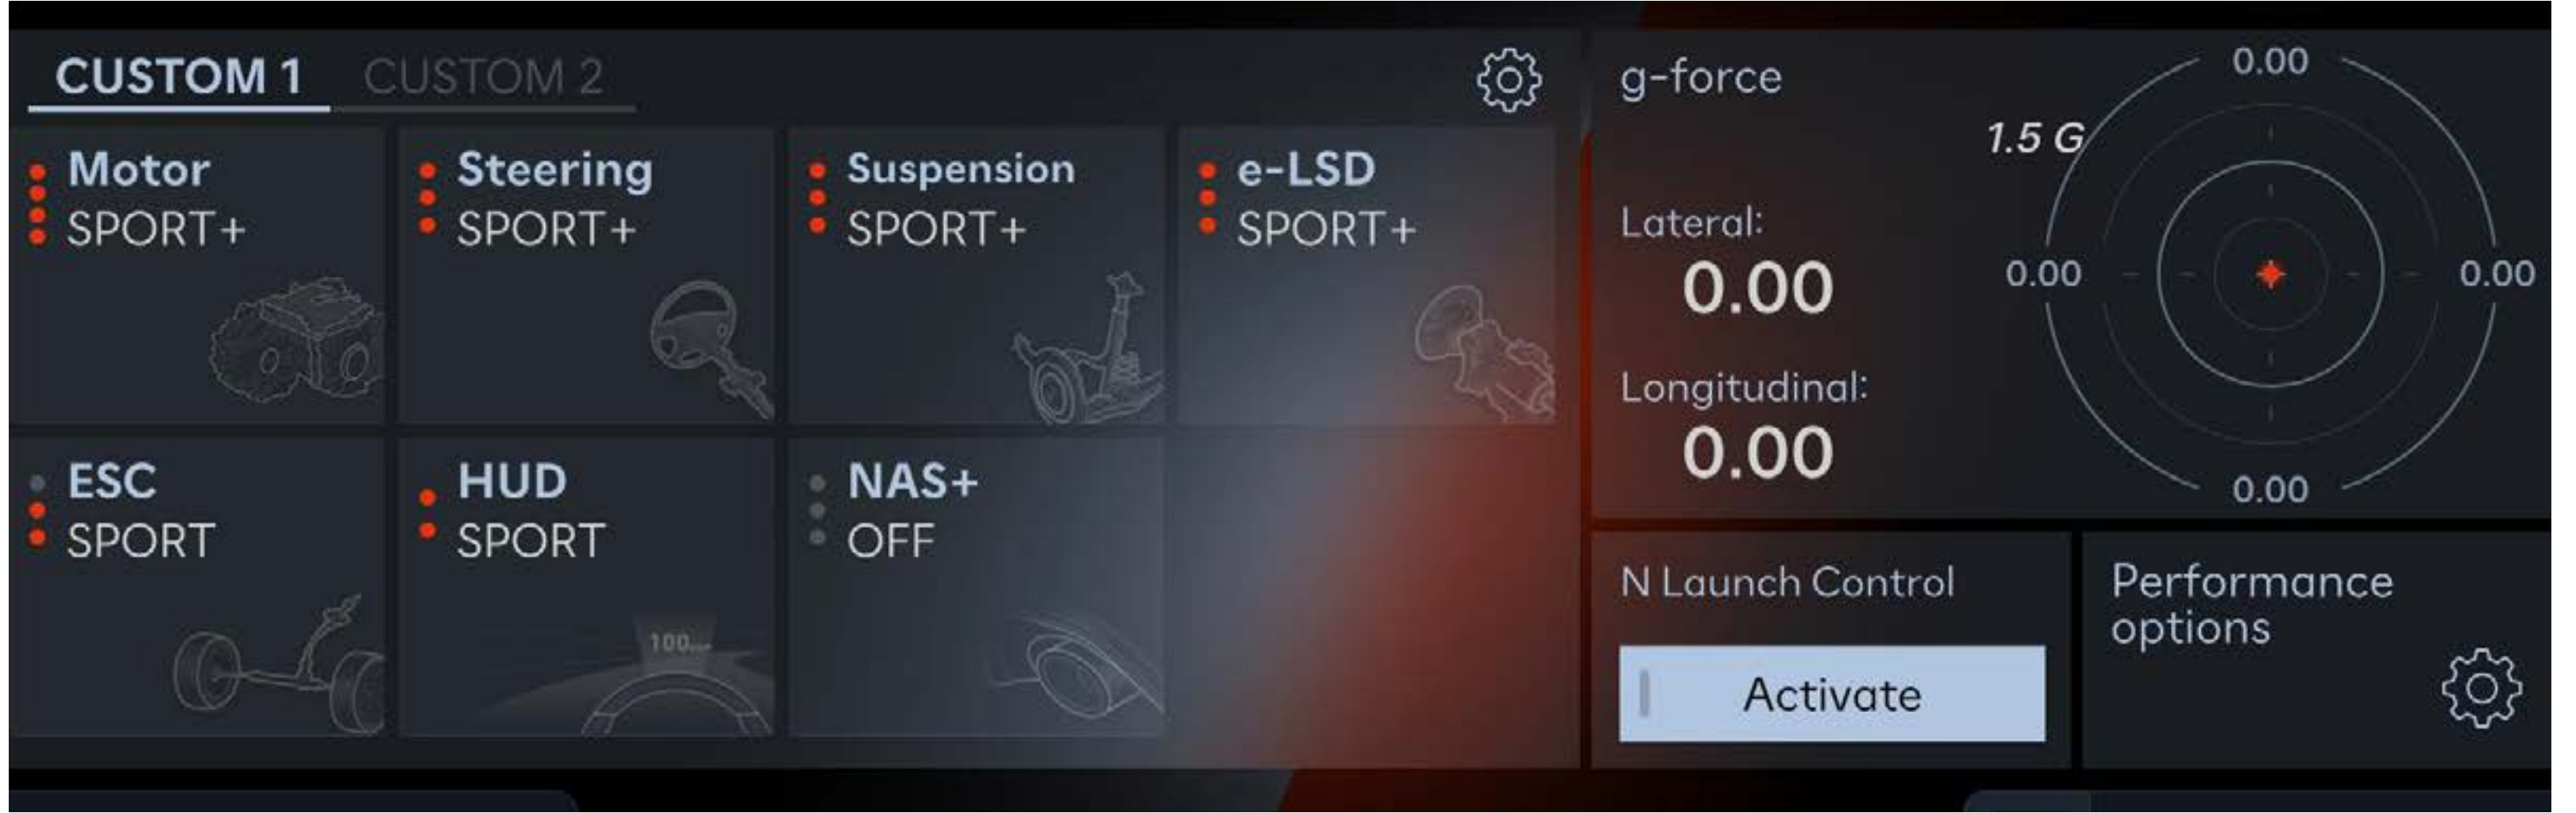 CUSTOM 1 CUSTOM 2
Motor
SPORT+
Steering
SPORT+
Suspension
SPORT+
e-LSD
SPORT+
ESC
SPORT
HUD
SPORT
100
NAS+
OFF
g-force
1.5 G
0.00
0.00
0.00
0.00
Lateral:
0.00
Longitudinal:
0.00
N Launch Control
Activate
Performance
options